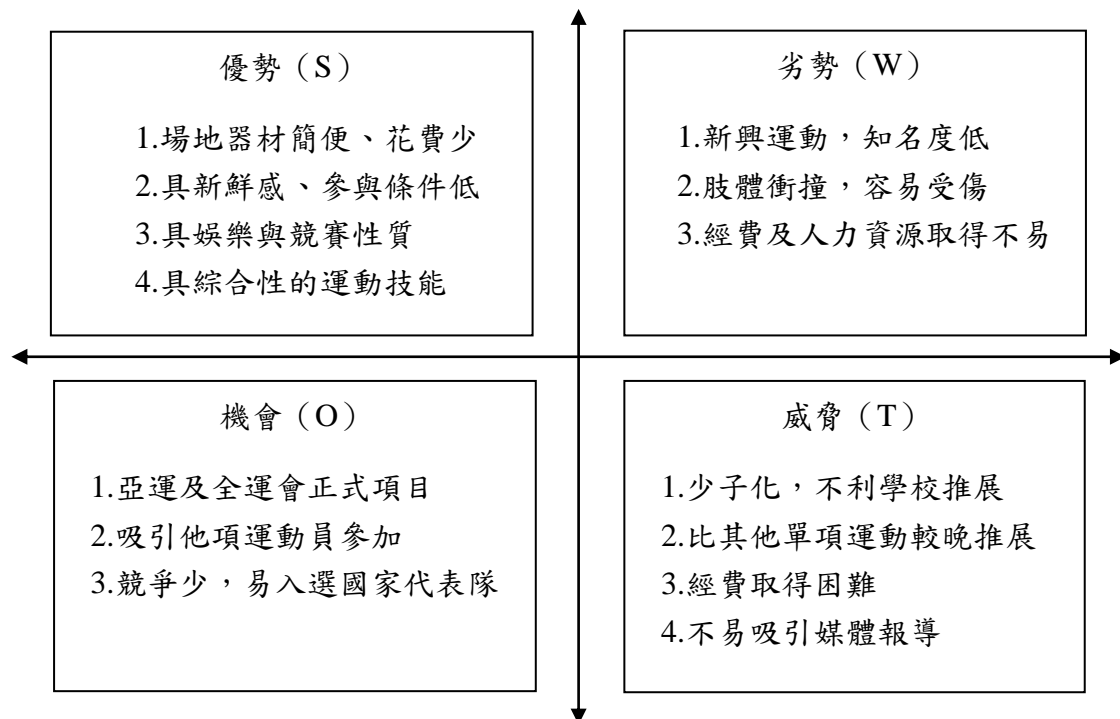 優勢（S）
1.場地器材簡便、花費少
2.具新鮮感、參與條件低
3.具娛樂與競賽性質
4.具綜合性的運動技能
劣勢（W）
1.新興運動，知名度低
2.肢體衝撞，容易受傷
3.經費及人力資源取得不易
機會（O）
1.亞運及全運會正式項目
2.吸引他項運動員參加
3.競爭少，易入選國家代表隊
威脅（T）
1.少子化，不利學校推展
2.比其他單項運動較晚推展
3.經費取得困難
4.不易吸引媒體報導